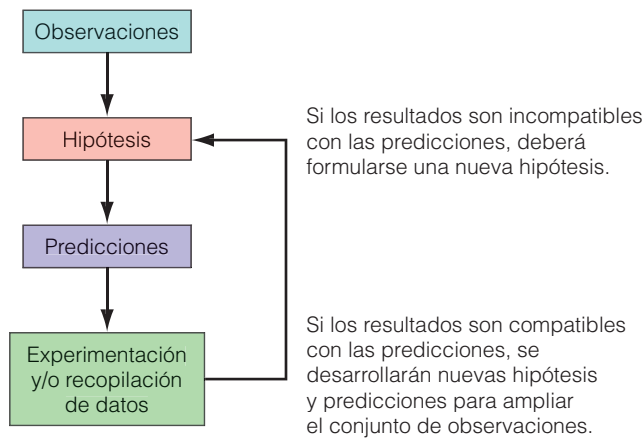 Observaciones
Hipótesis
Si los resultados son incompatibles
con las predicciones, deberá
formularse una nueva hipótesis.
Predicciones
Experimentación
y/o recopilación
de datos
Si los resultados son compatibles
con las predicciones, se
desarrollarán nuevas hipótesis
y predicciones para ampliar
el conjunto de observaciones.